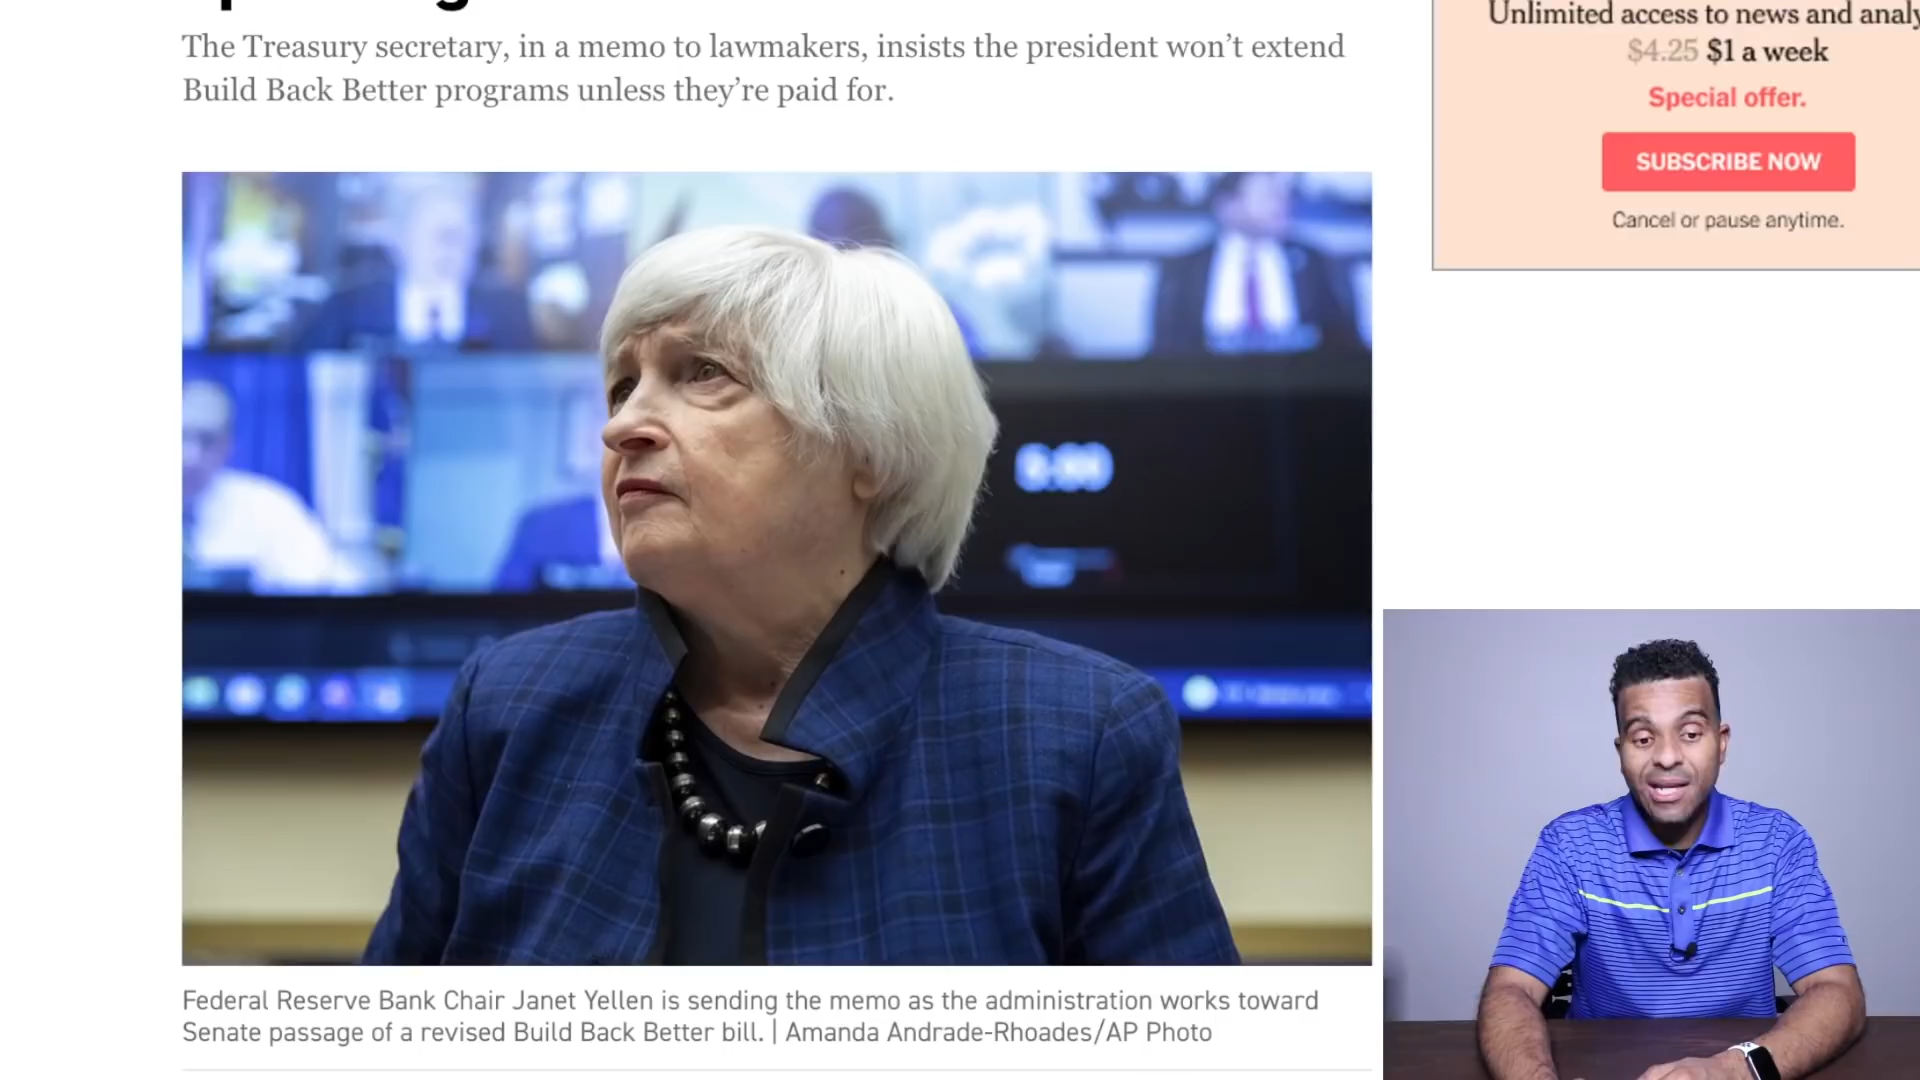 The Treasury secretary, in a memo to lawmakers, insists the president won’t extend
Build Back Better programs unless they’re paid for.
Unlimited access to news and
$4.25 $1 a week
Special offer.
SUBSCRIBE NOW
Cancel or pause anytime.
Federal Reserve Bank Chair Janet Yellen is sending the memo as the administration works toward
Senate passage of a revised Build Back Better bill. | Amanda Andrade-Rhoades/AP Photo